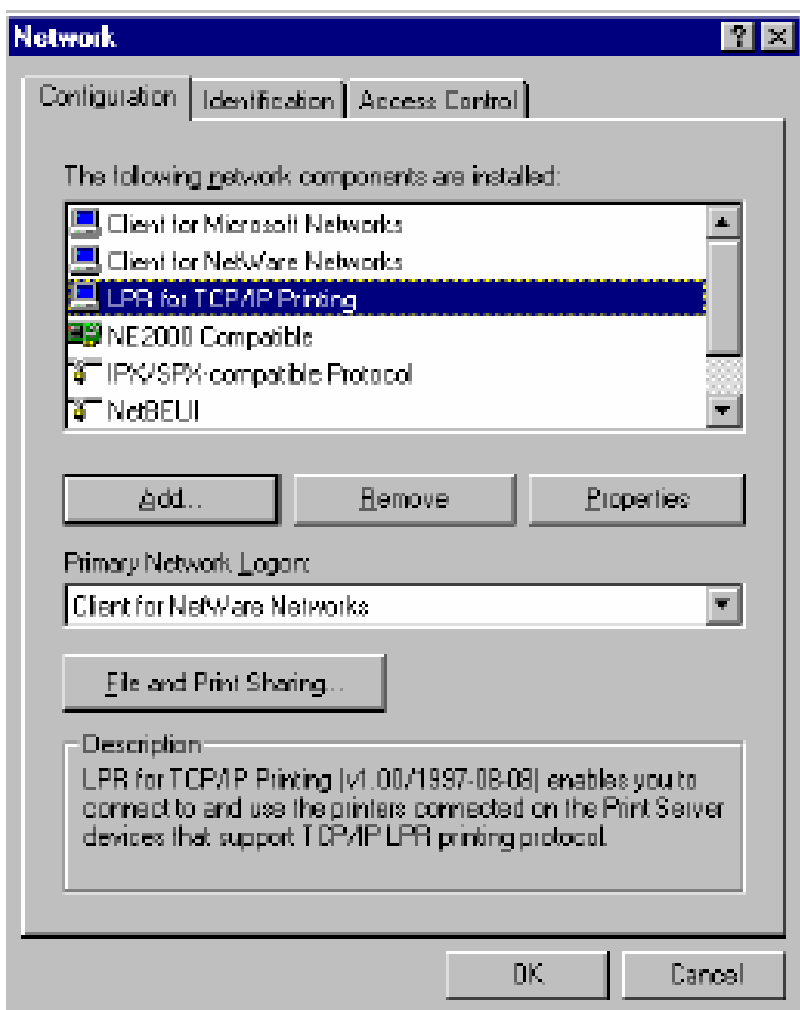 Network
Configuration
Identification
Access Control
The following network components are installed:
Client for Microsoft Networks
Client for NetWare Networks
LPR for TCP/IP Printing
NE2000 Compatible
IPX/SPX-compatible Protocol
NetBEUI
Add...
Remove
Properties
Primary Network Logon:
Client for NetWare Networks
File and Print Sharing...
Description
LPR for TCP/IP Printing (v1.00/1997-08-08) enables you to
connect to and use the printers connected on the Print Server
devices that support TCP/IP LPR printing protocol.
OK
Cancel